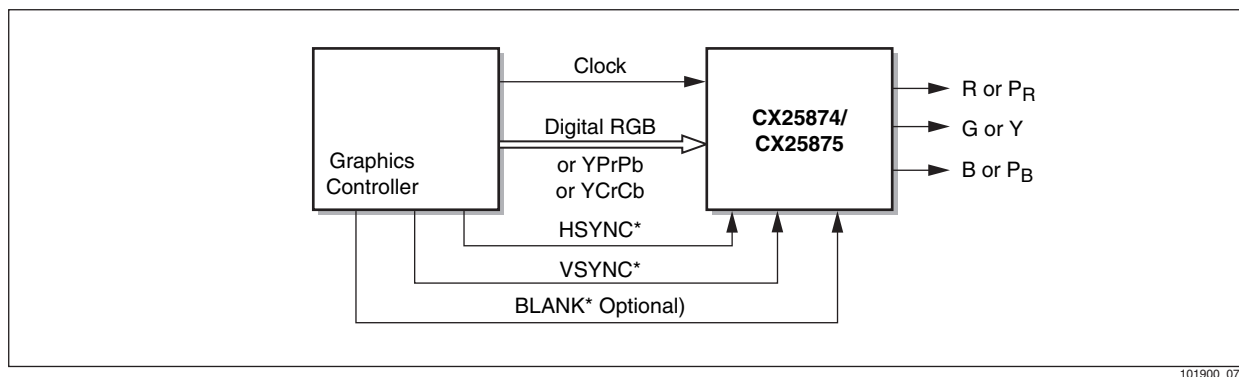 Clock
Digital RGB
or YPrPb
or YCrCb
Graphics
Controller
CX25874/
CX25875
R or PR
G or Y
B or PB
HSYNC*
VSYNC*
BLANK* Optional)
101900_07